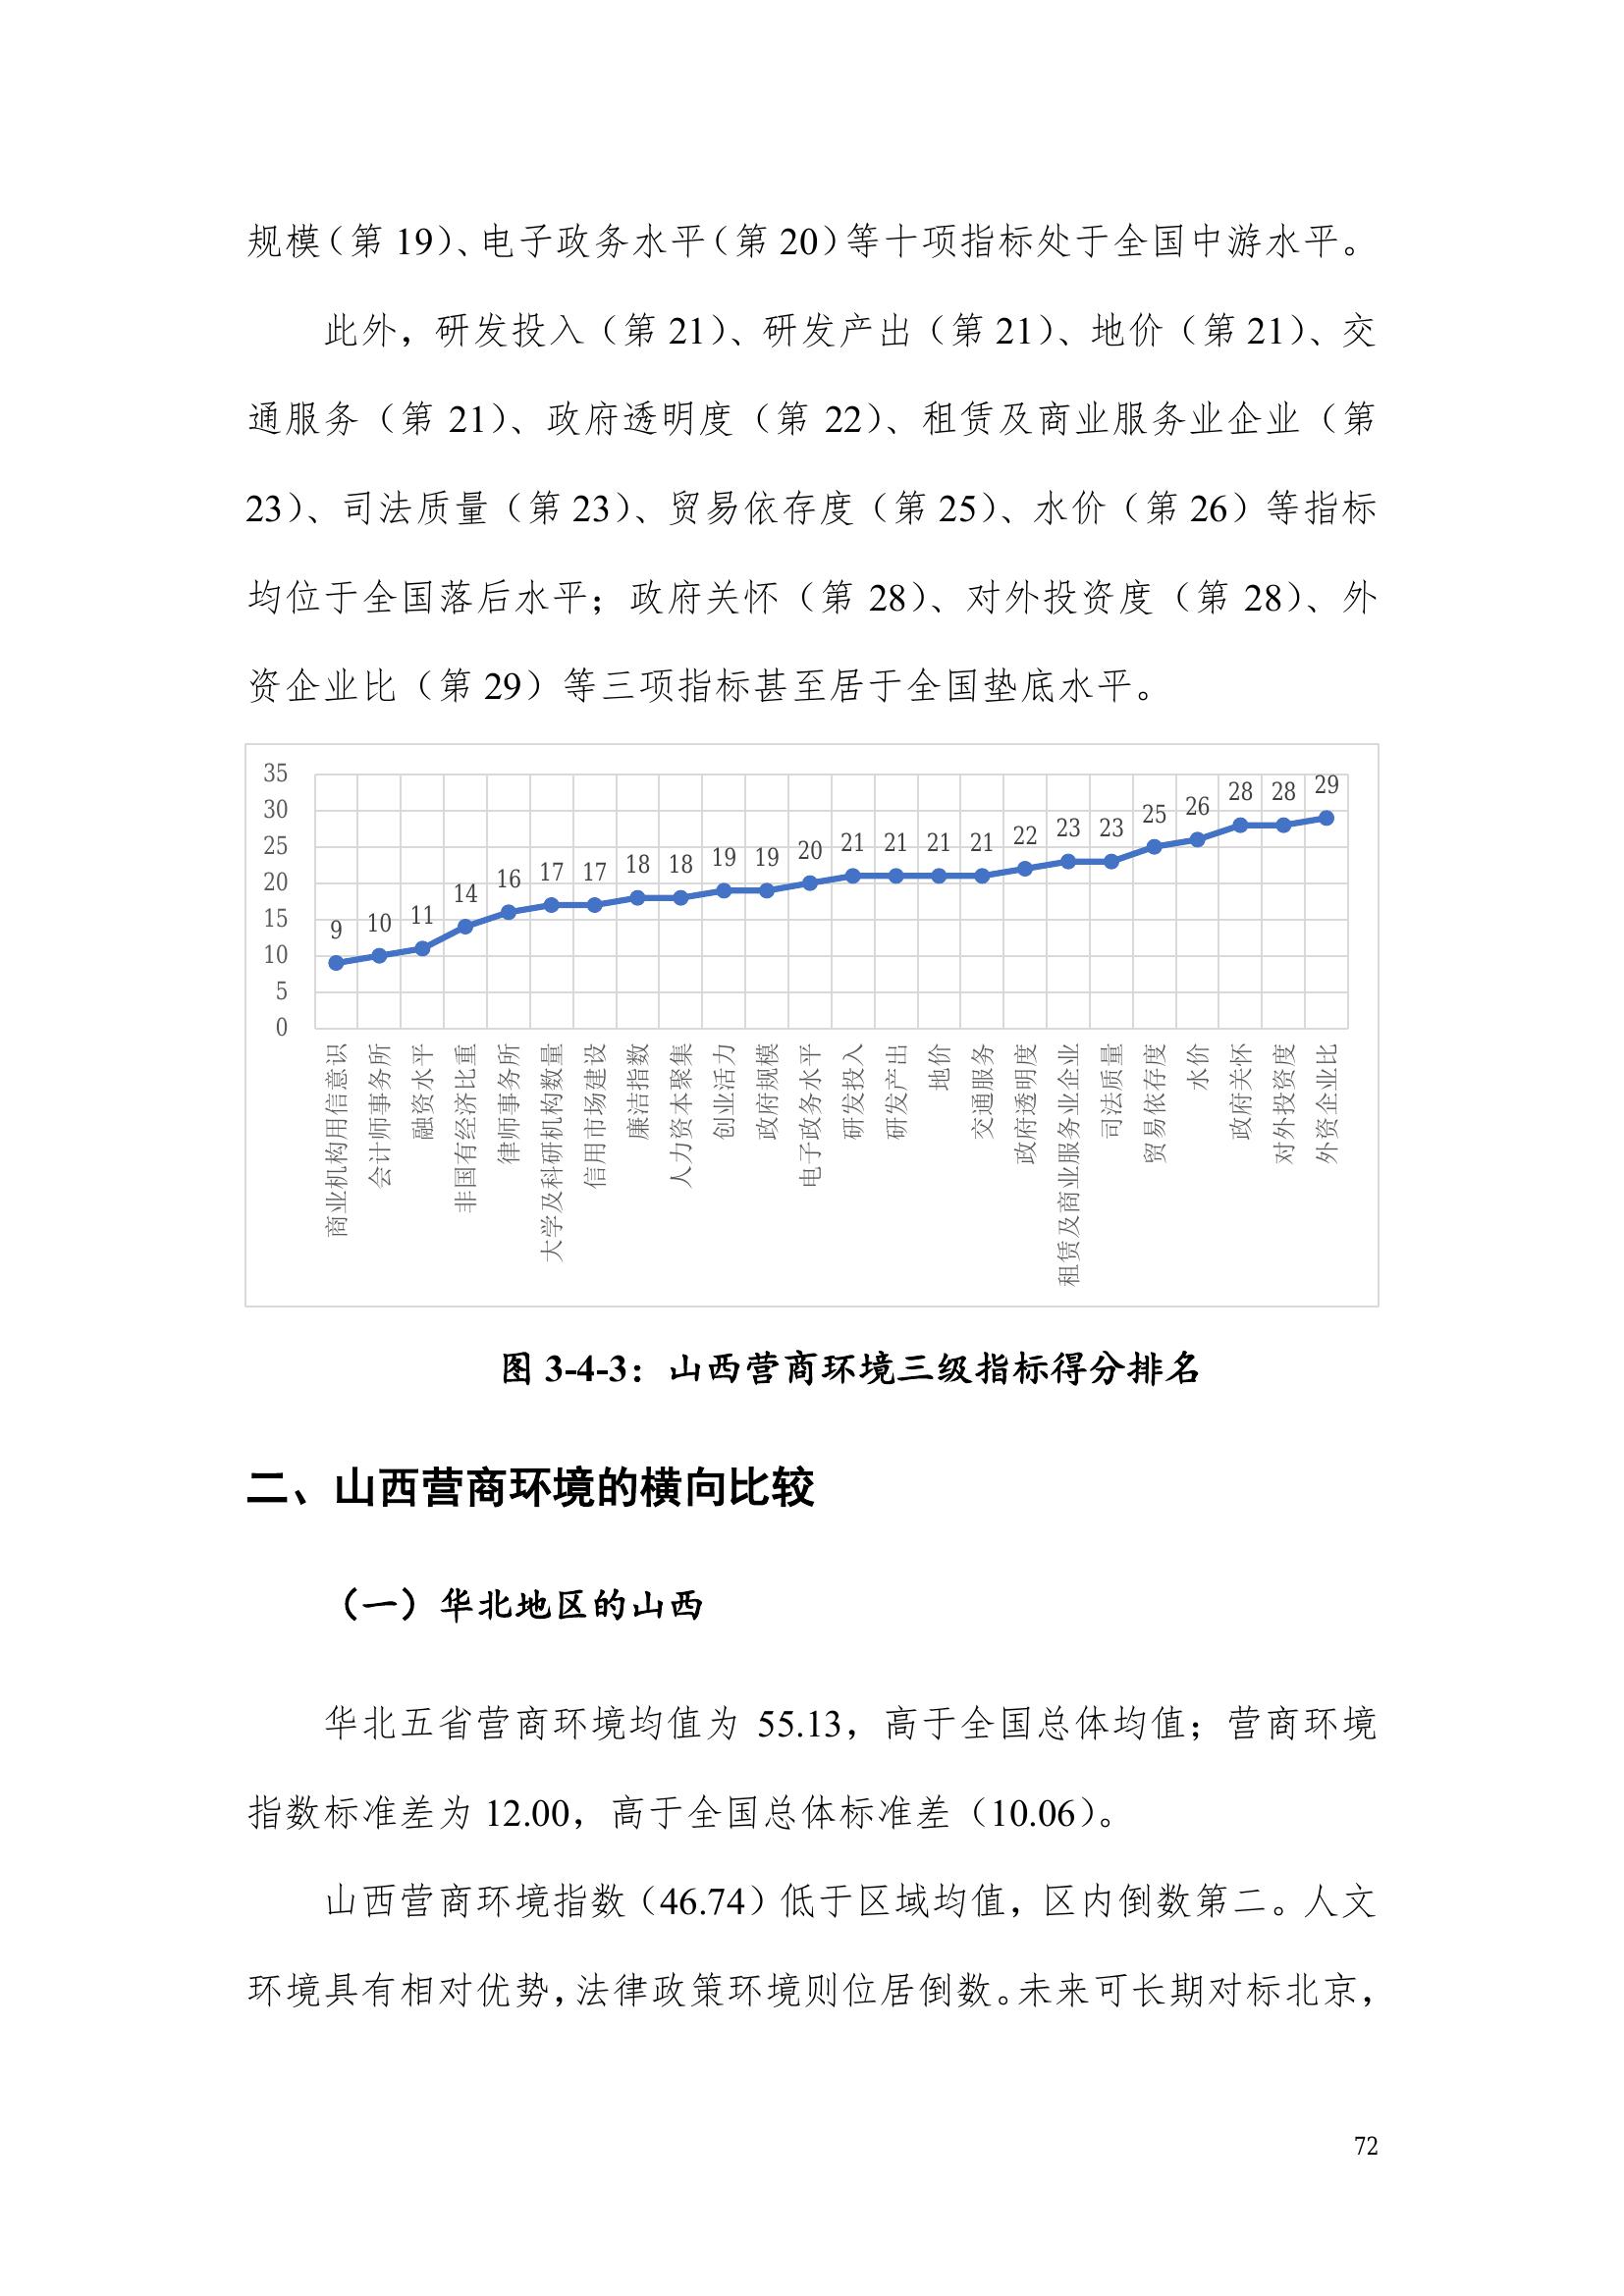 规模（第 19）、电子政务水平（第 20）等十项指标处于全国中游水平。
此外，研发投入（第 21）、研发产出（第 21）、地价（第 21）、交
通服务（第 21）、政府透明度（第 22）、租赁及商业服务业企业（第
23）、司法质量（第 23）、贸易依存度（第 25）、水价（第 26）等指标
均位于全国落后水平；政府关怀（第 28）、对外投资度（第 28）、外
资企业比（第 29）等三项指标甚至居于全国垫底水平。
35
30
25
20
15
10
5
0
9 10 11 14 16 17 17 18 18 19 19 20 21 21 21 21 22 23 23 25 26 28 28 29
商业机构用信意识
会计师事务所
融资水平
非国有经济比重
律师事务所
大学及科研机构数量
信用市场建设
廉洁指数
人力资本聚集
创业活力
政府规模
电子政务水平
研发投入
研发产出
地价
交通服务
政府透明度
租赁及商业服务业企业
司法质量
贸易依存度
水价
政府关怀
对外投资度
外资企业比
图 3-4-3：山西营商环境三级指标得分排名
二、山西营商环境的横向比较
（一）华北地区的山西
华北五省营商环境均值为 55.13，高于全国总体均值；营商环境
指数标准差为 12.00，高于全国总体标准差（10.06）。
山西营商环境指数（46.74）低于区域均值，区内倒数第二。人文
环境具有相对优势，法律政策环境则位居倒数。未来可长期对标北京，
72